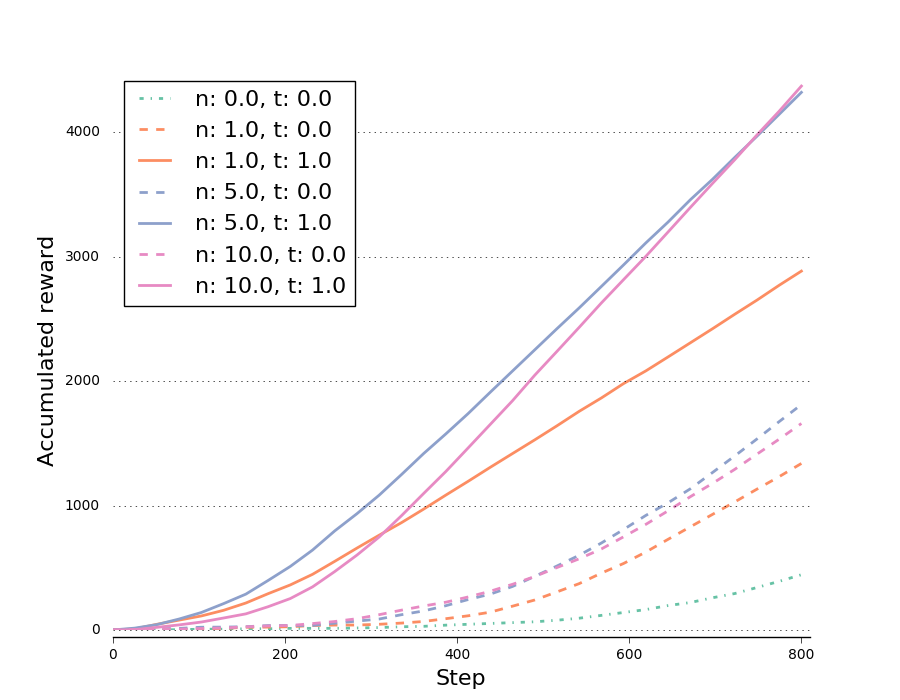 n: 0.0, t: 0.0
n: 1.0, t: 0.0
n: 1.0, t: 1.0
n: 5.0, t: 0.0
n: 5.0, t: 1.0
n: 10.0, t: 0.0
n: 10.0, t: 1.0
Accumulated reward
4000
3000
2000
1000
0
0 200 400 600 800
Step